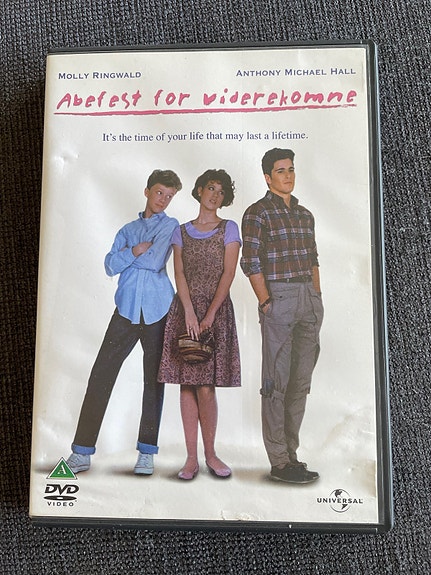 MOLLY RINGWALD
ANTHONY MICHAEL HALL
Abefest for viderekomne
It's the time of your life that may last a lifetime.
A
DVD
VIDEO
UNIVERSAL